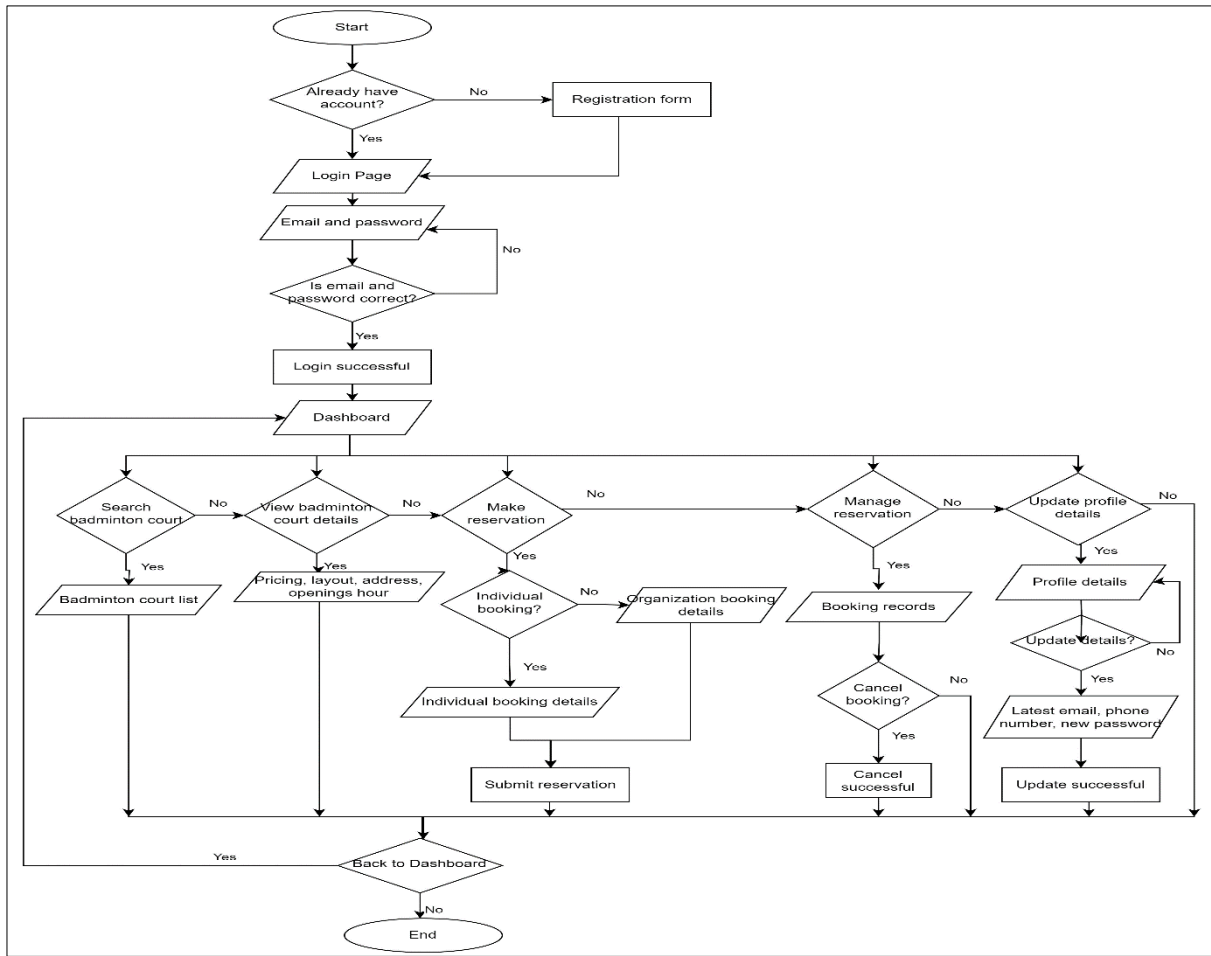 Start
Already have
account?
No
Registration form
Yes
Login Page
Email and password
No
Is email and
password correct?
Yes
Login successful
Dashboard
Search
badminton court
No
View badminton
court details
No
Make
reservation
No
Manage
reservation
No
Update profile
details
No
Yes
Yes
Yes
Yes
Yes
Badminton court list
Pricing, layout, address,
openings hour
Individual
booking?
No
Organization booking
details
Booking records
Profile details
Update details?
No
Yes
Individual booking details
Cancel
booking?
No
Yes
Yes
Latest email, phone
number, new password
Submit reservation
Cancel
successful
Update successful
Yes
Back to Dashboard
No
End